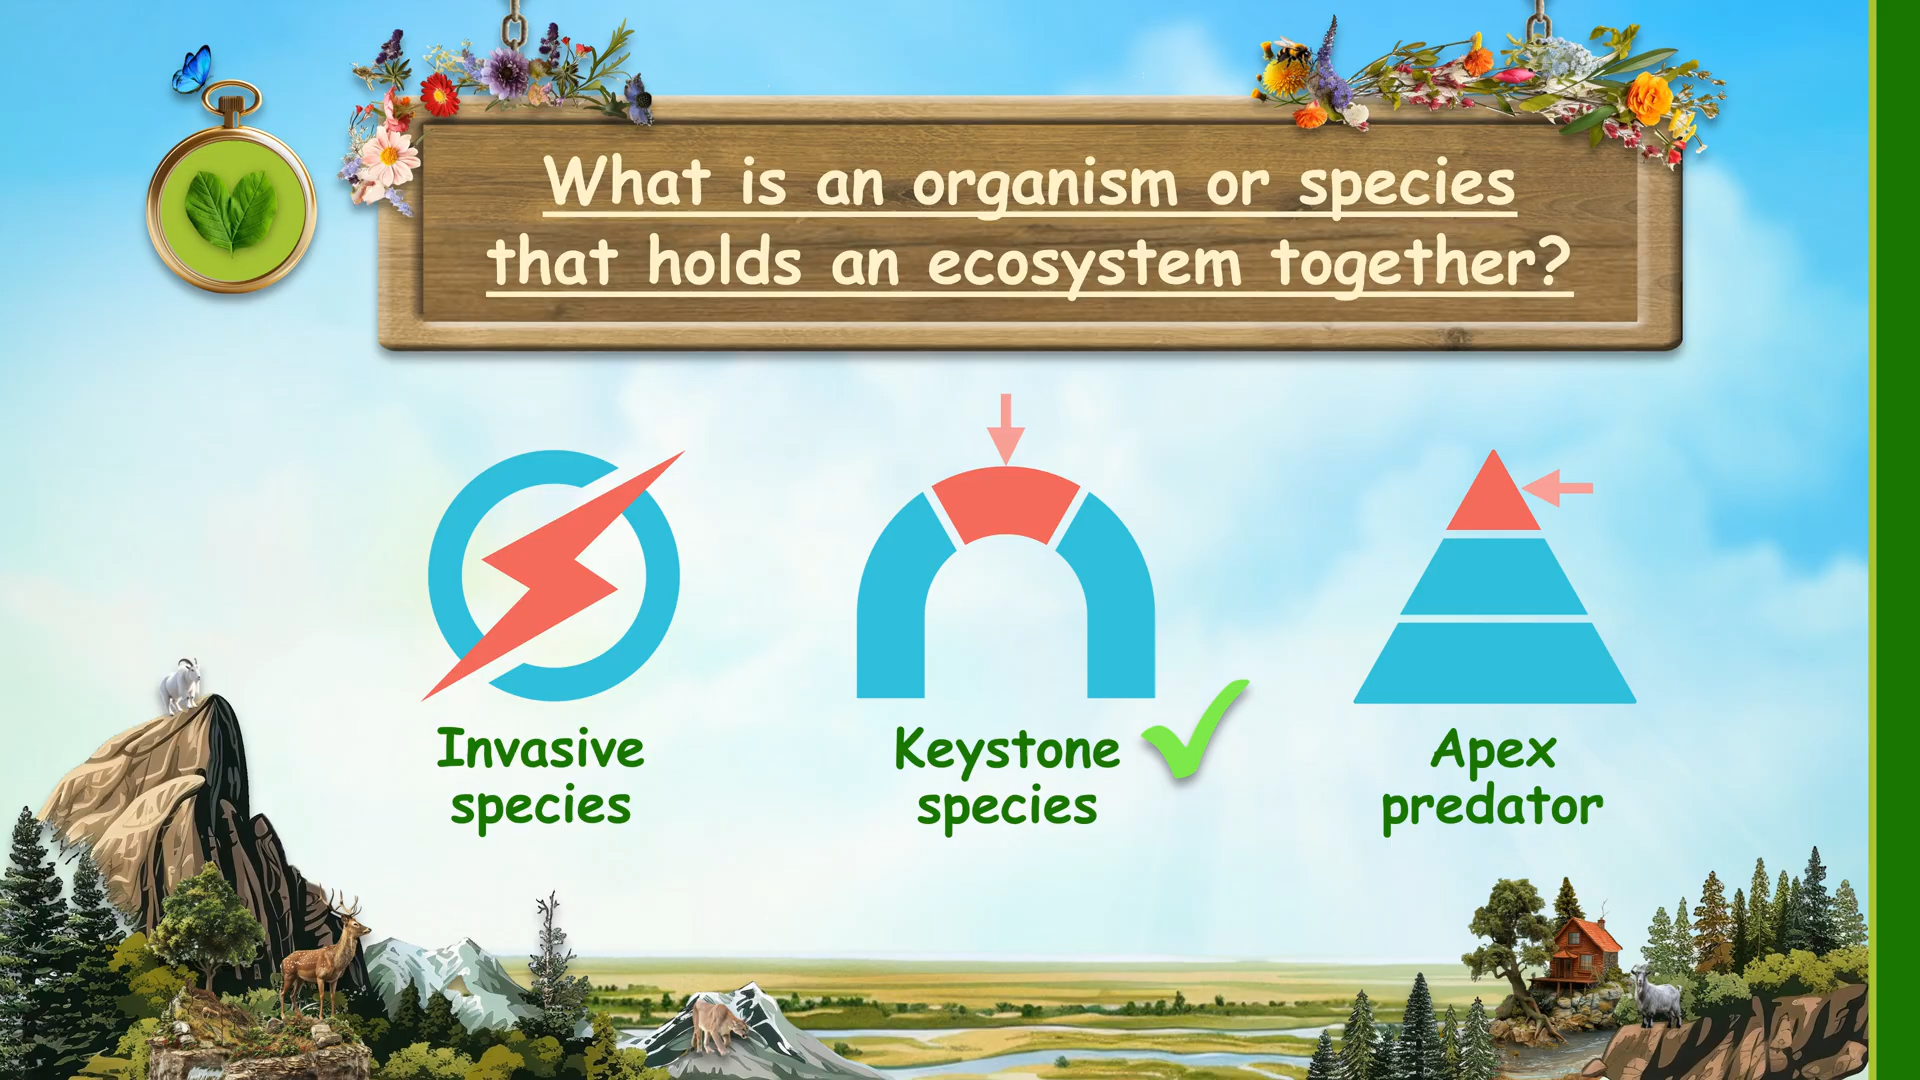 What is an organism or species
that holds an ecosystem together?
Invasive
species
Keystone
species
Apex
predator